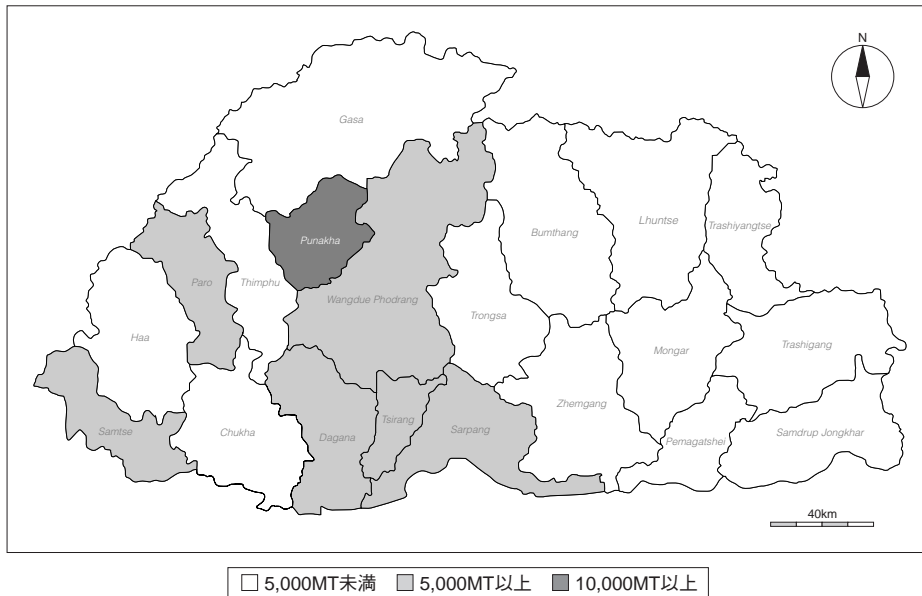 N
Gasa
Punakha
Bumthang
Lhuntse
Trashiyangtse
Paro
Thimphu
Wangdue Phodrang
Trongsa
Haa
Mongar
Trashigang
Zhemgang
Samtse
Chukha
Dagana
Tsirang
Sarpang
Pemagatshei
Samdrup Jongkhar
40km
5,000MT未満 5,000MT以上 10,000MT以上